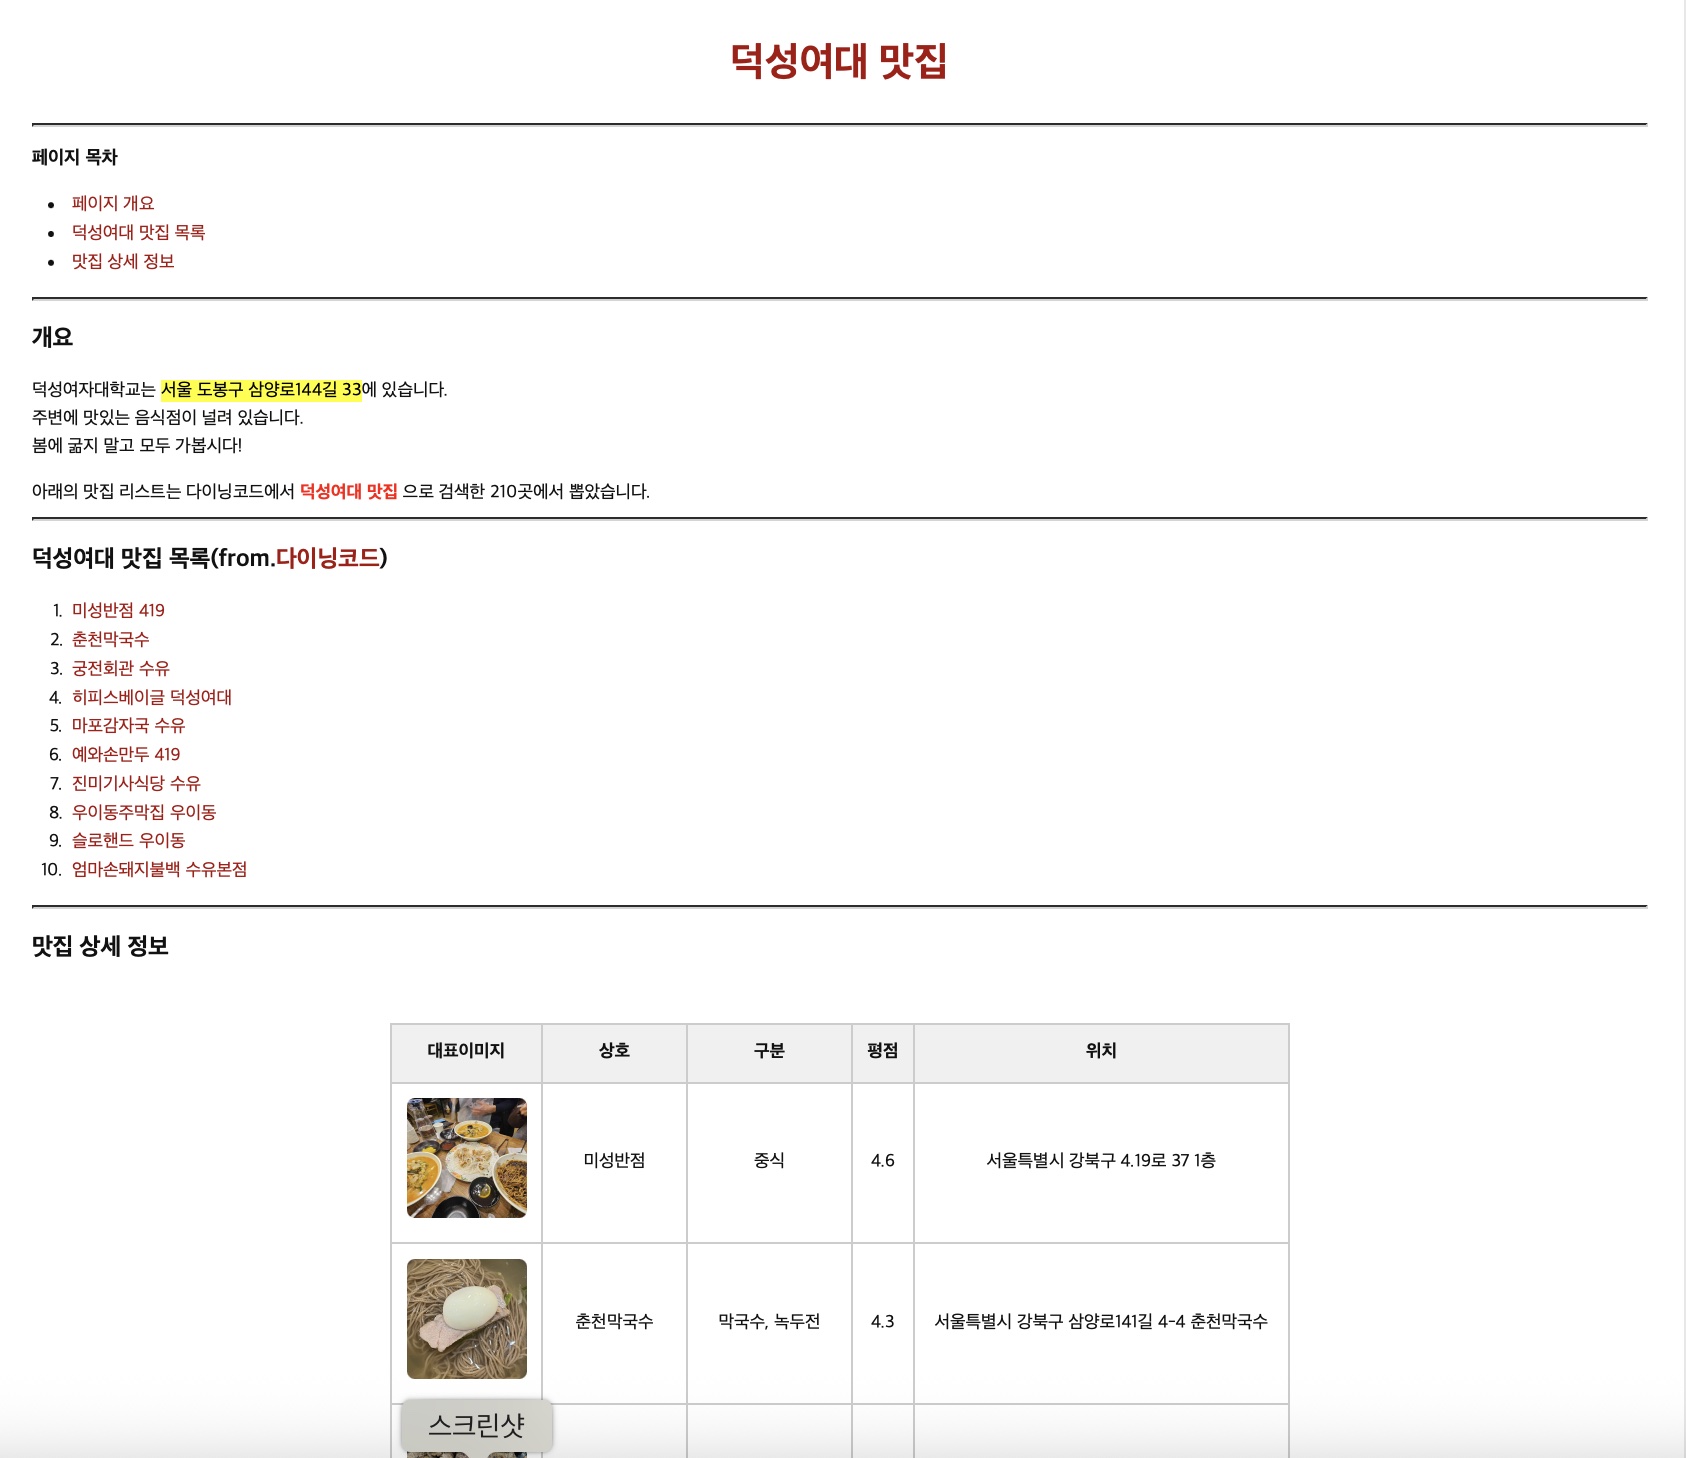 덕성여대 맛집
페이지 목차
페이지 개요
덕성여대 맛집 목록
맛집 상세 정보
개요
덕성여자대학교는 서울 도봉구 삼양로144길 33에 있습니다.
주변에 맛있는 음식점이 널려 있습니다.
봄에 굶지 말고 모두 가봅시다!
아래의 맛집 리스트는 다이닝코드에서 덕성여대 맛집 으로 검색한 210곳에서 뽑았습니다.
덕성여대 맛집 목록(from.다이닝코드)
1. 미성반점 419
2. 춘천막국수
3. 궁전회관 수유
4. 히피스베이글 덕성여대
5. 마포감자국 수유
6. 예와손만두 419
7. 진미기사식당 수유
8. 우이동주막집 우이동
9. 슬로핸드 우이동
10. 엄마손돼지불백 수유본점
맛집 상세 정보
대표이미지 상호 구분 평점 위치
미성반점 중식 4.6 서울특별시 강북구 4.19로 37 1층
춘천막국수 막국수, 녹두전 4.3 서울특별시 강북구 삼양로141길 4-4 춘천막국수
스크린샷